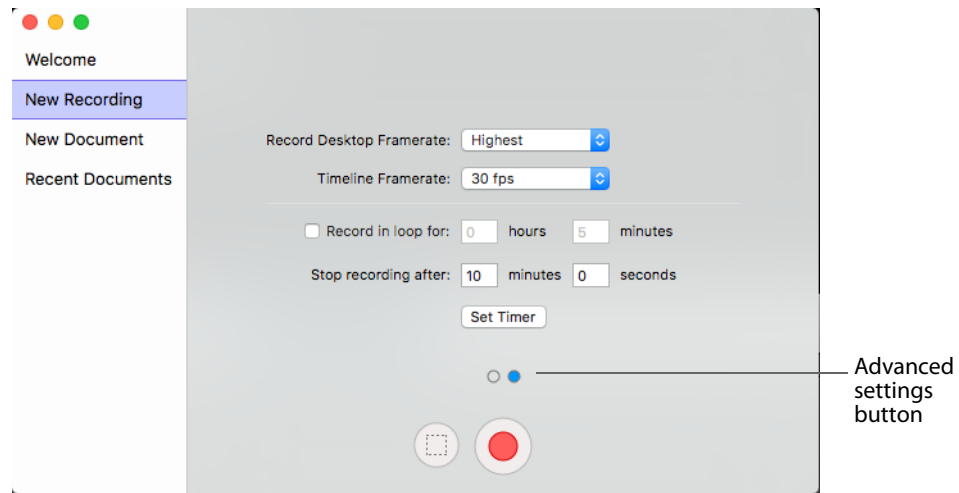 Welcome
New Recording
New Document
Recent Documents
Record Desktop Framerate: Highest
Timeline Framerate: 30 fps
Record in loop for: 0 hours 5 minutes
Stop recording after: 10 minutes 0 seconds
Set Timer
Advanced
settings
button